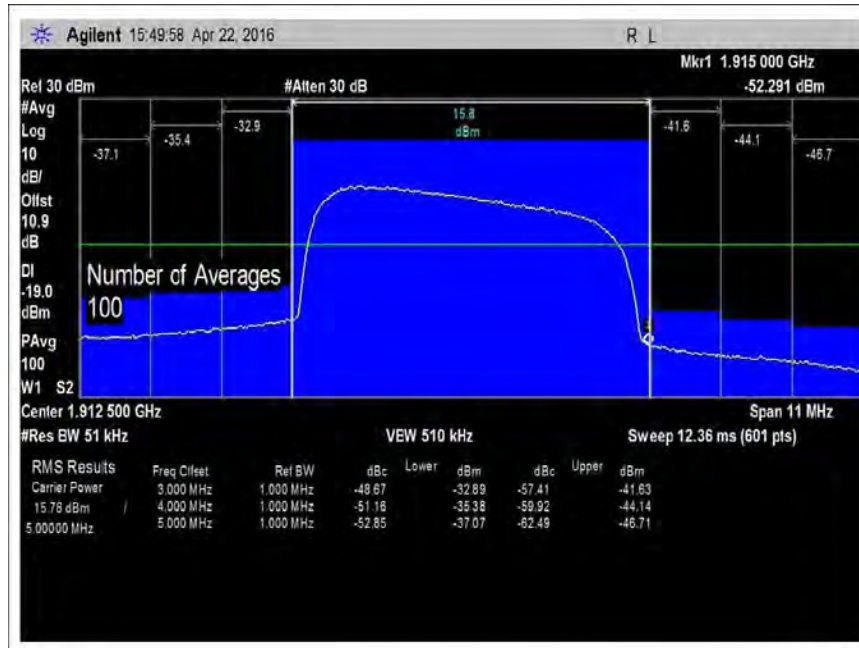 Agilent 15:49:58 Apr 22, 2016 R L
Mkr1 1.915 000 GHz
Ref 30 dBm #Atten 30 dB -52.291 dBm
#Avg
Log
10
dB/
Offst
10.9
dB
DI
-19.0
dBm
PAvg
100
W1 S2
-37.1 -35.4 -32.9 15.8 dBm -41.6 -44.1 -46.7
Number of Averages
100
Center 1.912 500 GHz Span 11 MHz
#Res BW 51 kHz VBW 510 kHz Sweep 12.36 ms (601 pts)
RMS Results Freq Offset Ref BW dBc Lower dBm dBc Upper dBm
Carrier Power 3.000 MHz 1.000 MHz -48.67 -32.89 -57.41 -41.63
15.78 dBm / 4.000 MHz 1.000 MHz -51.16 -35.38 -59.92 -44.14
5.00000 MHz 5.000 MHz 1.000 MHz -52.85 -37.07 -62.49 -46.71